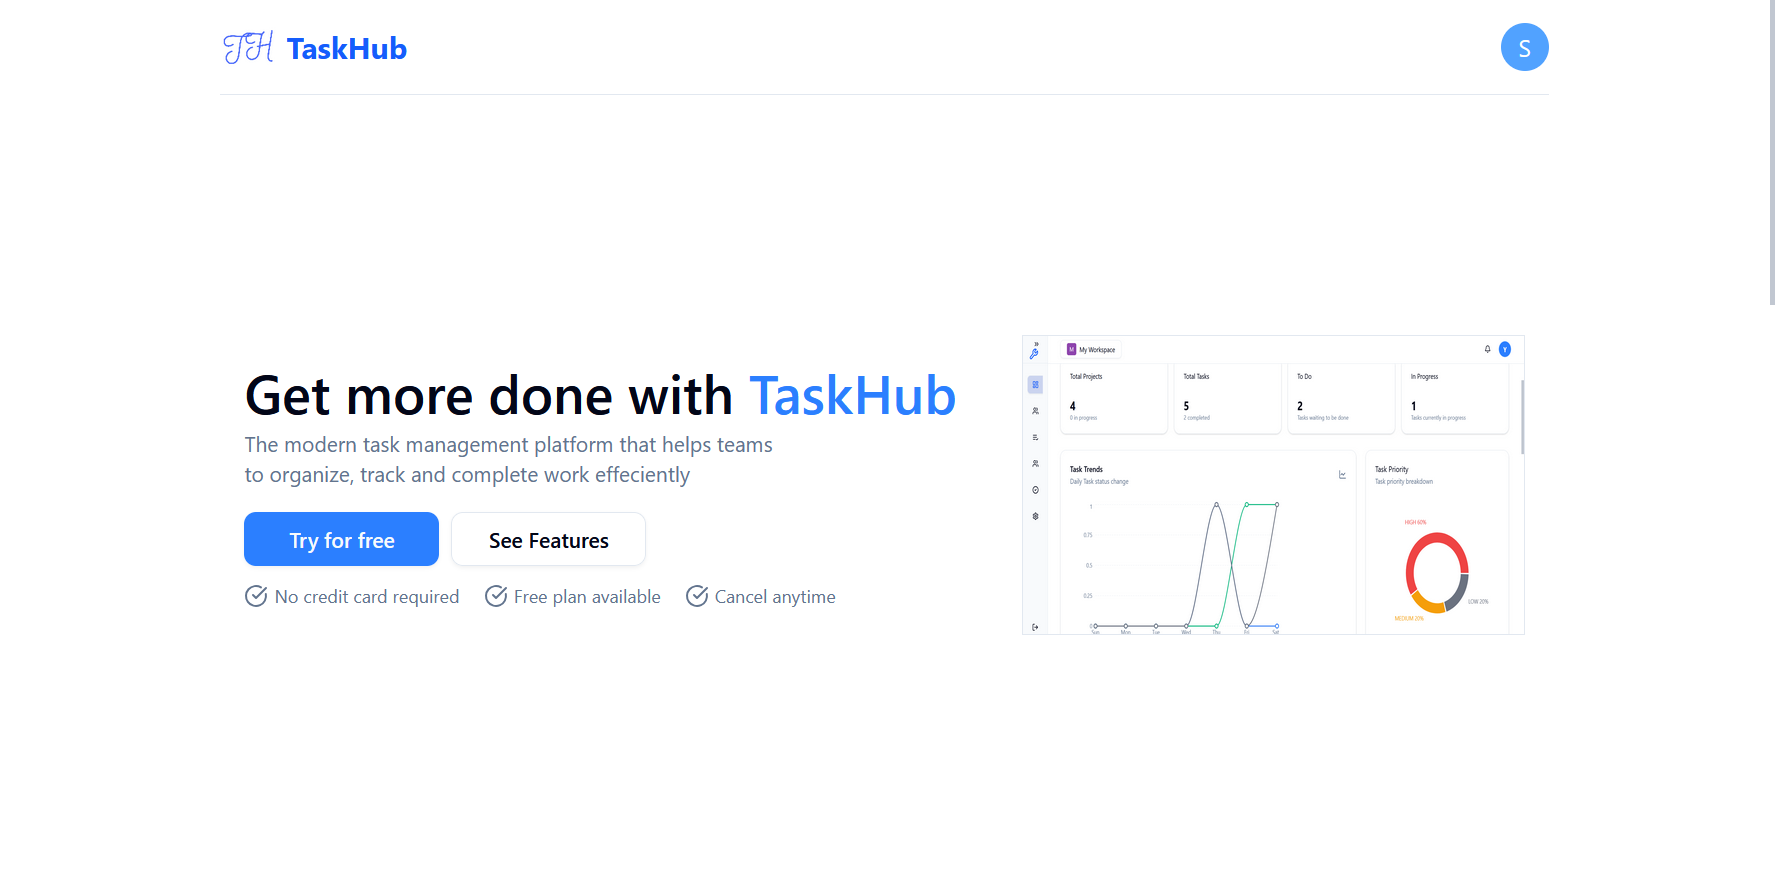 TH TaskHub
S
Get more done with TaskHub
The modern task management platform that helps teams
to organize, track and complete work effeciently
Try for free
See Features
No credit card required
Free plan available
Cancel anytime
M My Workspace
Y
Total Projects
4
0 in progress
Total Tasks
5
2 completed
To Do
2
Tasks waiting to be done
In Progress
1
Tasks currently in progress
Task Trends
Daily Task status change
1
0.75
0.5
0.25
0
Sun Mon Tue Wed Thu Fri Sat
Task Priority
Task priority breakdown
HIGH 60%
LOW 20%
MEDIUM 20%